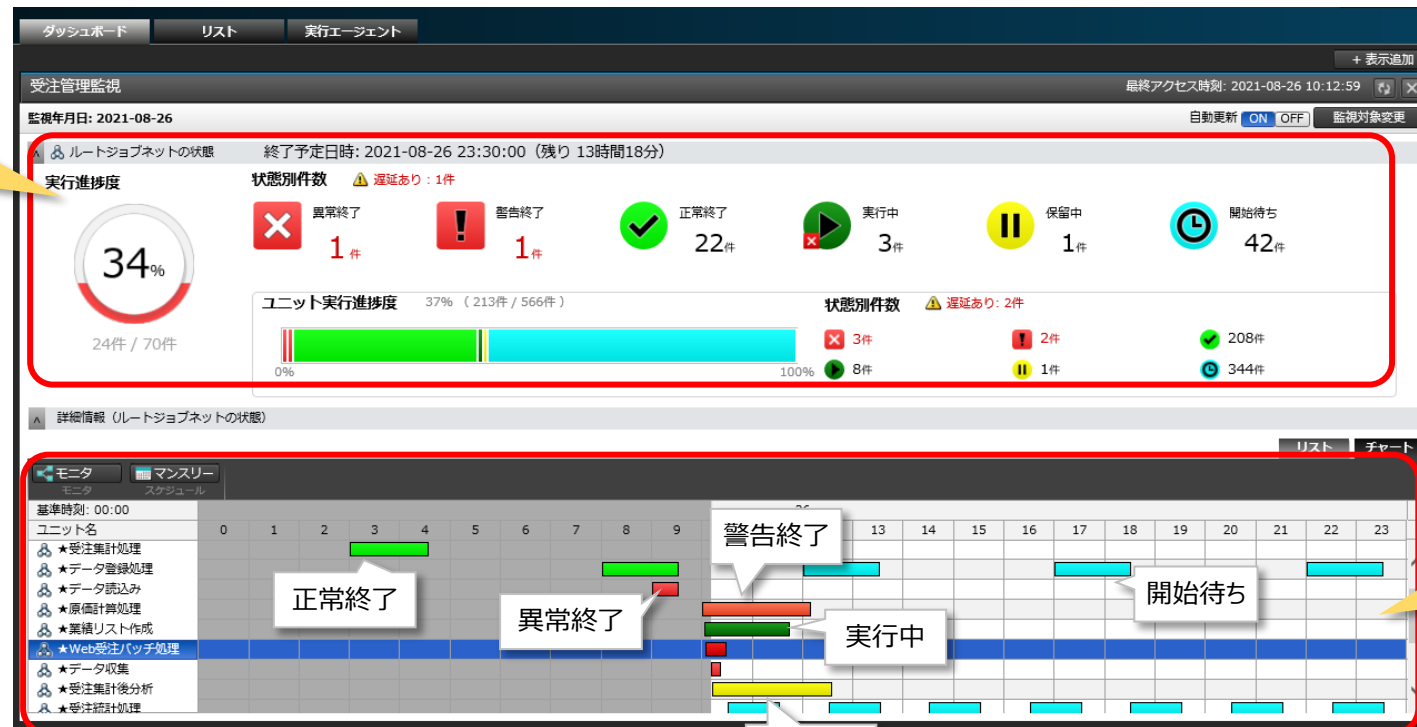 ダッシュボード リスト 実行エージェント
+ 表示追加
受注管理監視 最終アクセス時刻: 2021-08-26 10:12:59
監視年月日: 2021-08-26 自動更新 ON OFF 監視対象変更
ルートジョブネットの状態 終了予定日時: 2021-08-26 23:30:00（残り 13時間18分）
実行進捗度 状態別件数 遅延あり : 1件
異常終了 警告終了 正常終了 実行中 保留中 開始待ち
1件 1件 22件 3件 1件 42件
34%
24件 / 70件
ユニット実行進捗度 37% （ 213件 / 566件 ） 状態別件数 遅延あり: 2件
3件 2件 208件
0% 100% 8件 1件 344件
詳細情報（ルートジョブネットの状態）
リスト チャート
モニタ マンスリー
モニタ スケジュール
基準時刻: 00:00
ユニット名 0 1 2 3 4 5 6 7 8 9 13 14 15 16 17 18 19 20 21 22 23
警告終了
★受注集計処理
★データ登録処理
★データ読込み
正常終了
開始待ち
★原価計算処理
異常終了
★業績リスト作成
実行中
★Web受注バッチ処理
★データ収集
★受注集計後分析
★受注統計処理